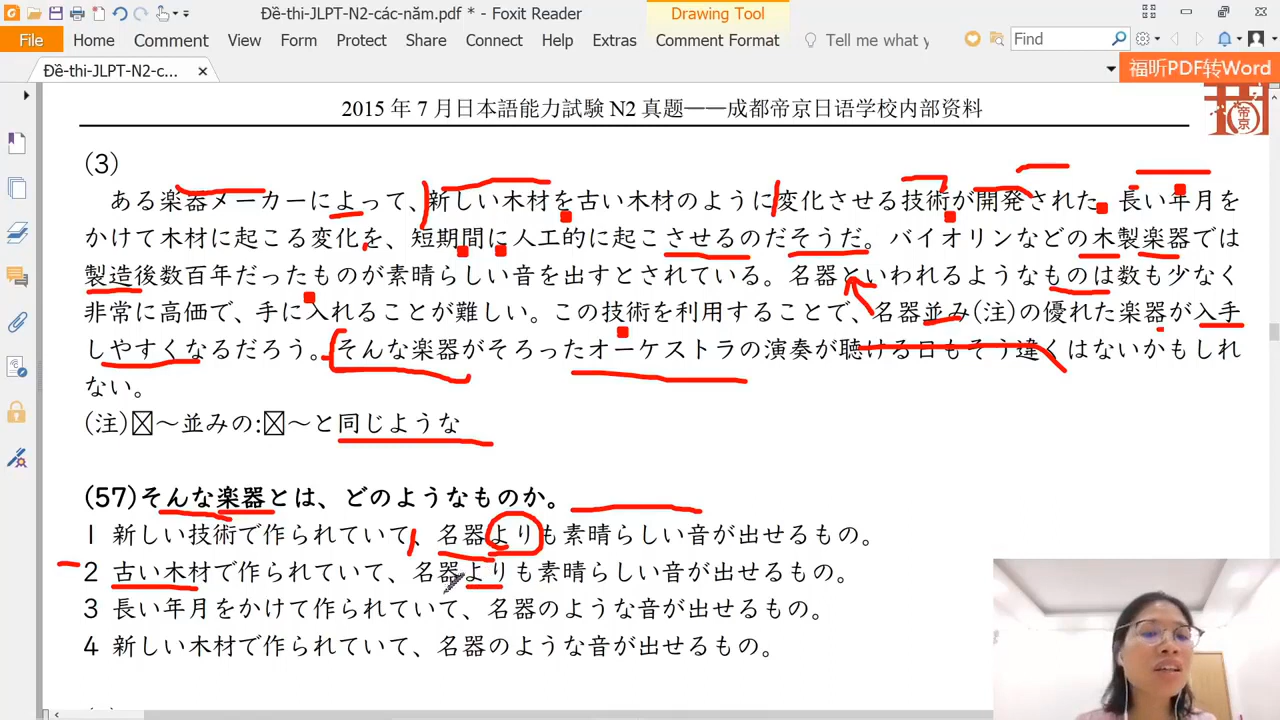 Đề-thi-JLPT-N2-các-năm.pdf * - Foxit Reader
Drawing Tool
File Home Comment View Form Protect Share Connect Help Extras Comment Format Tell me what y Find
Đề-thi-JLPT-N2-c...
福昕PDF转Word
2015 年 7 月日本語能力試験 N2 真題——成都帝京日语学校内部资料
帝京
(3)
ある楽器メーカーによって、新しい木材を古い木材のように変化させる技術が開発された。長い年月を
かけて木材に起こる変化を、短期間に人工的に起こさせるのだそうだ。バイオリンなどの木製楽器では
製造後数百年だったものが素晴らしい音を出すとされている。名器といわれるようなものは数も少なく
非常に高価で、手に入れることが難しい。この技術を利用することで、名器並み(注)の優れた楽器が入手
しやすくなるだろう。そんな楽器がそろったオーケストラの演奏が聴ける日もそう遠くはないかもしれ
ない。
(注)☒～並みの:☒～と同じような
(57)そんな楽器とは、どのようなものか。
1 新しい技術で作られていて、名器よりも素晴らしい音が出せるもの。
2 古い木材で作られていて、名器よりも素晴らしい音が出せるもの。
3 長い年月をかけて作られていて、名器のような音が出せるもの。
4 新しい木材で作られていて、名器のような音が出せるもの。